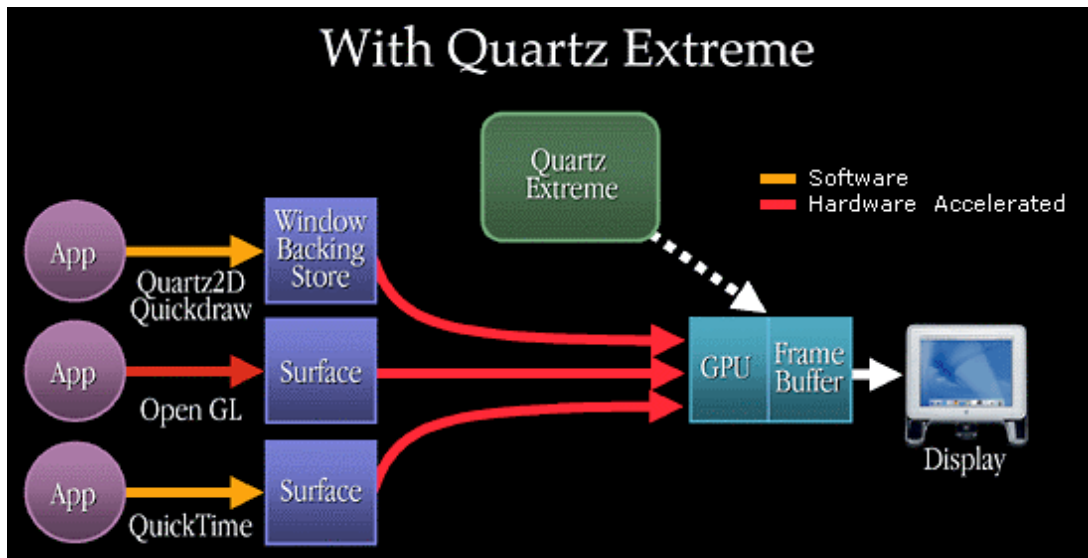 With Quartz Extreme
Quartz
Extreme
Software
Hardware Accelerated
App
Quartz2D
Quickdraw
Window
Backing
Store
App
Open GL
Surface
GPU
Frame
Buffer
Display
App
QuickTime
Surface